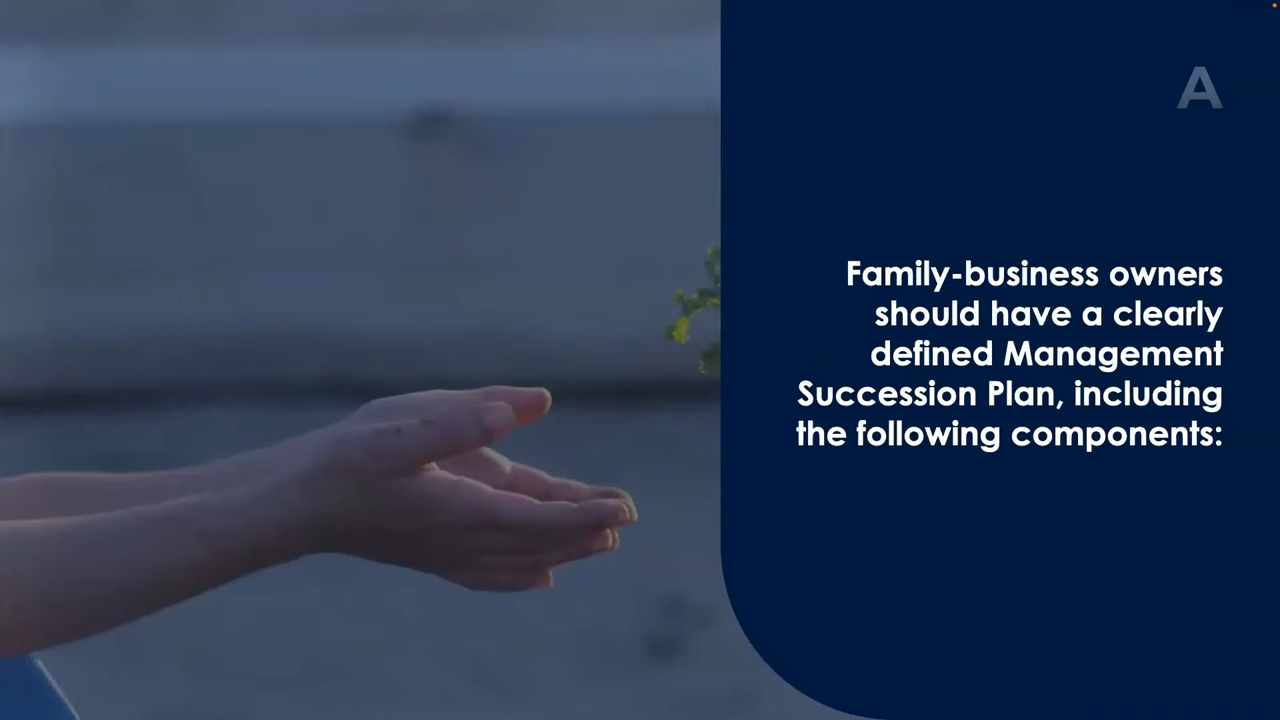 A
Family-business owners
should have a clearly
defined Management
Succession Plan, including
the following components: